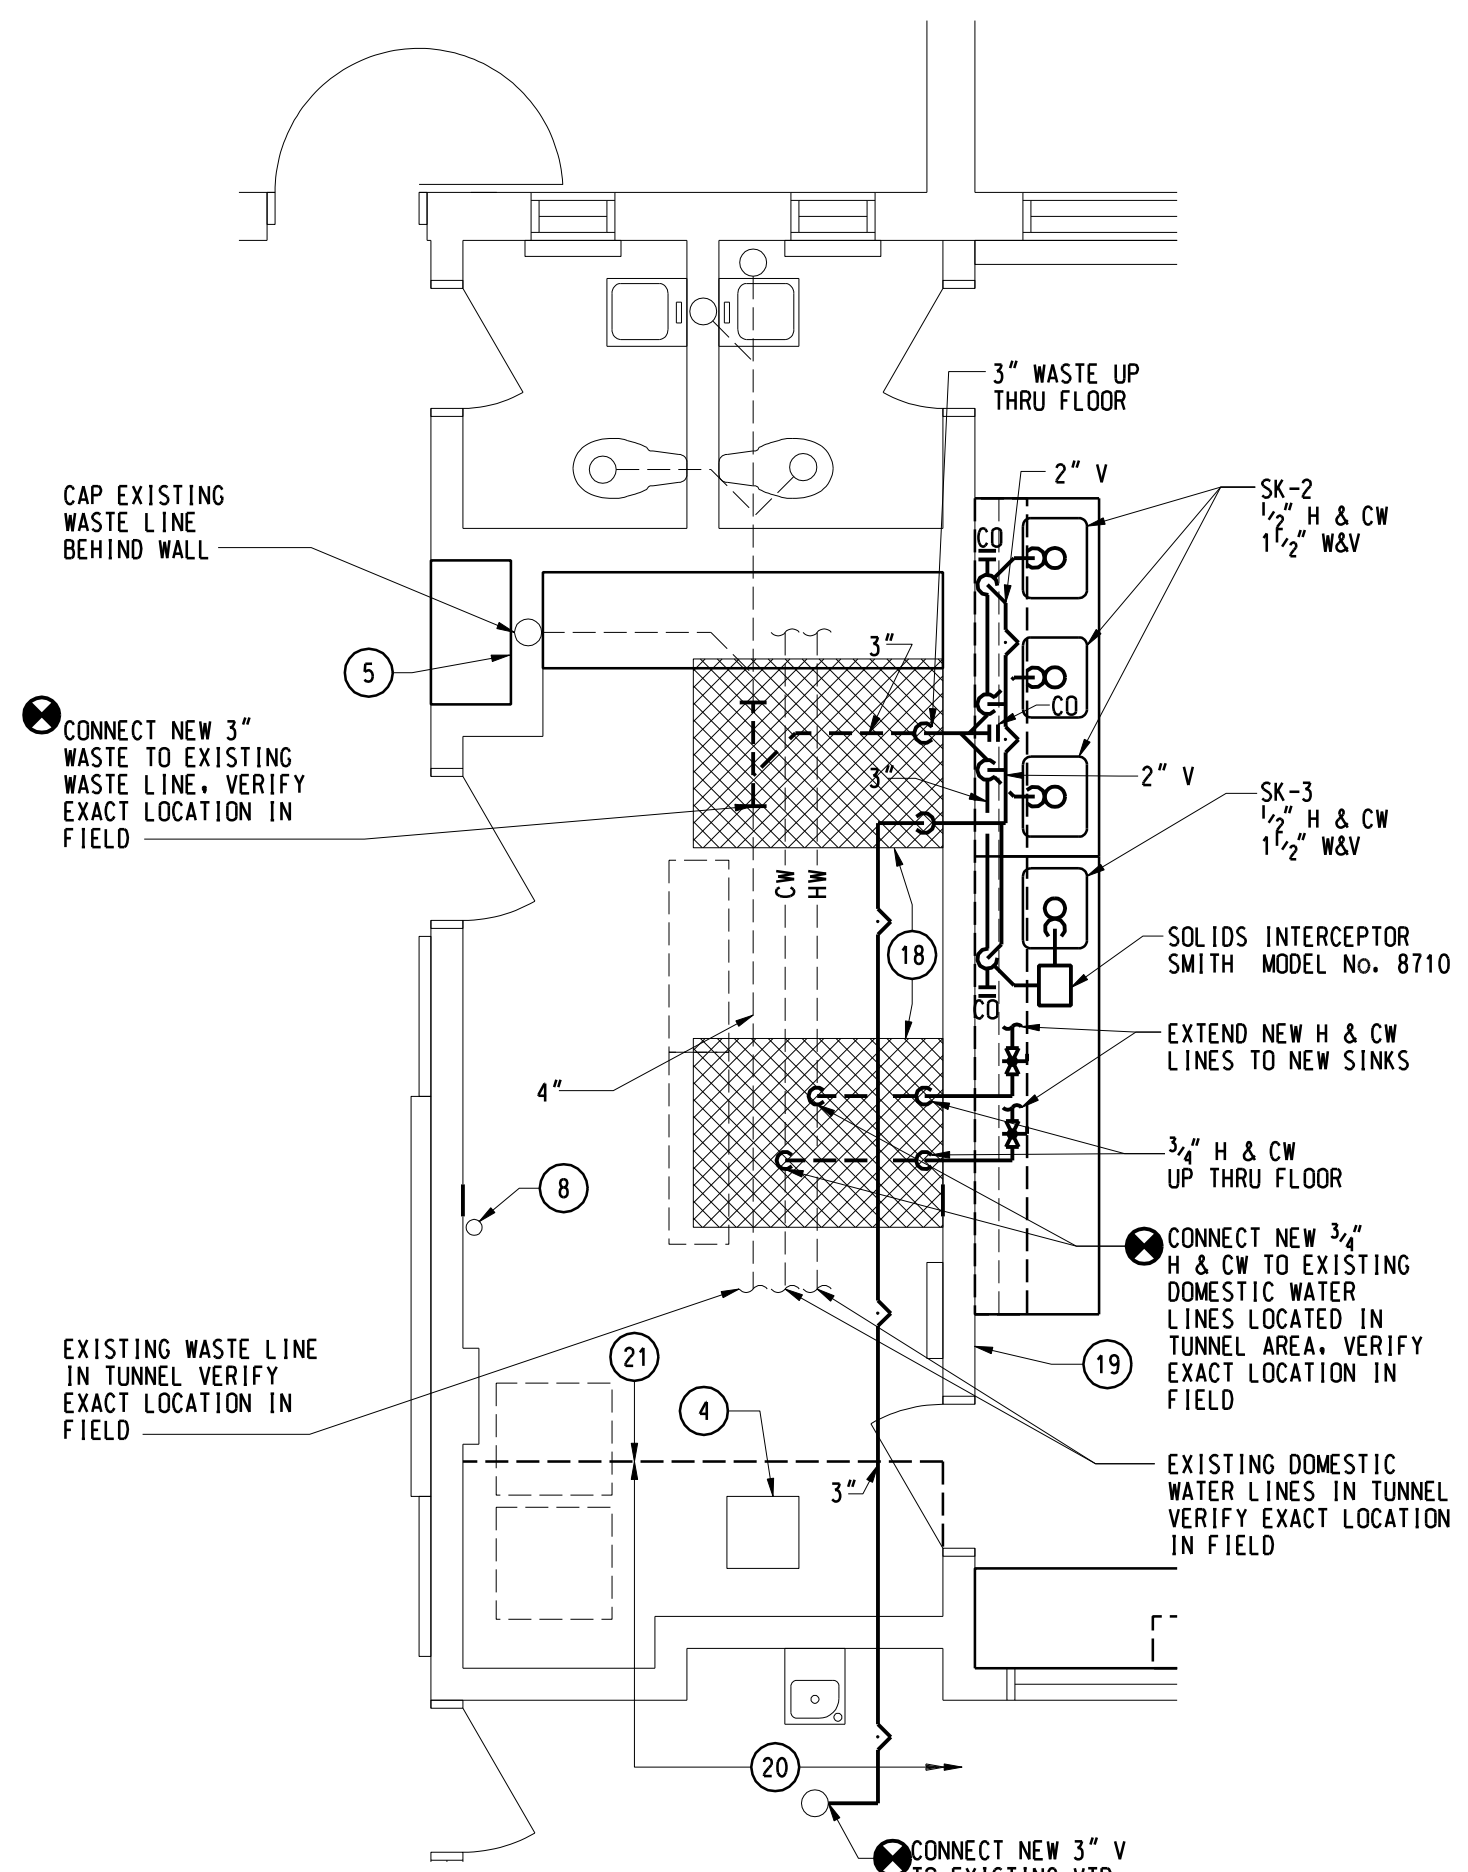 3" WASTE UP
THRU FLOOR
2" V
SK-2
1/2" H & CW
1 1/2" W&V
CAP EXISTING
WASTE LINE
BEHIND WALL
CO
5
3"
CO
CONNECT NEW 3"
WASTE TO EXISTING
WASTE LINE. VERIFY
EXACT LOCATION IN
FIELD
3"
2" V
SK-3
1/2" H & CW
1 1/2" W&V
CW
HW
18
SOLIDS INTERCEPTOR
SMITH MODEL No. 8710
CO
EXTEND NEW H & CW
LINES TO NEW SINKS
4"
3/4" H & CW
UP THRU FLOOR
8
CONNECT NEW 3/4"
H & CW TO EXISTING
DOMESTIC WATER
LINES LOCATED IN
TUNNEL AREA. VERIFY
EXACT LOCATION IN
FIELD
EXISTING WASTE LINE
IN TUNNEL VERIFY
EXACT LOCATION IN
FIELD
21
19
4
3"
EXISTING DOMESTIC
WATER LINES IN TUNNEL
VERIFY EXACT LOCATION
IN FIELD
20
CONNECT NEW 3" V
TO EXISTING VTR